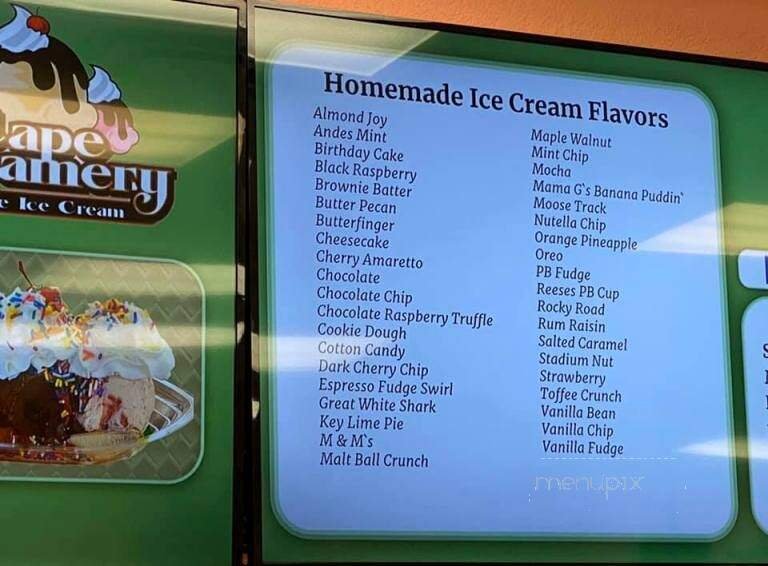 ape
amery
e Ice Cream
Homemade Ice Cream Flavors
Almond Joy
Andes Mint
Birthday Cake
Black Raspberry
Brownie Batter
Butter Pecan
Butterfinger
Cheesecake
Cherry Amaretto
Chocolate
Chocolate Chip
Chocolate Raspberry Truffle
Cookie Dough
Cotton Candy
Dark Cherry Chip
Espresso Fudge Swirl
Great White Shark
Key Lime Pie
M & M`s
Malt Ball Crunch
Maple Walnut
Mint Chip
Mocha
Mama G`s Banana Puddin`
Moose Track
Nutella Chip
Orange Pineapple
Oreo
PB Fudge
Reeses PB Cup
Rocky Road
Rum Raisin
Salted Caramel
Stadium Nut
Strawberry
Toffee Crunch
Vanilla Bean
Vanilla Chip
Vanilla Fudge
menupix